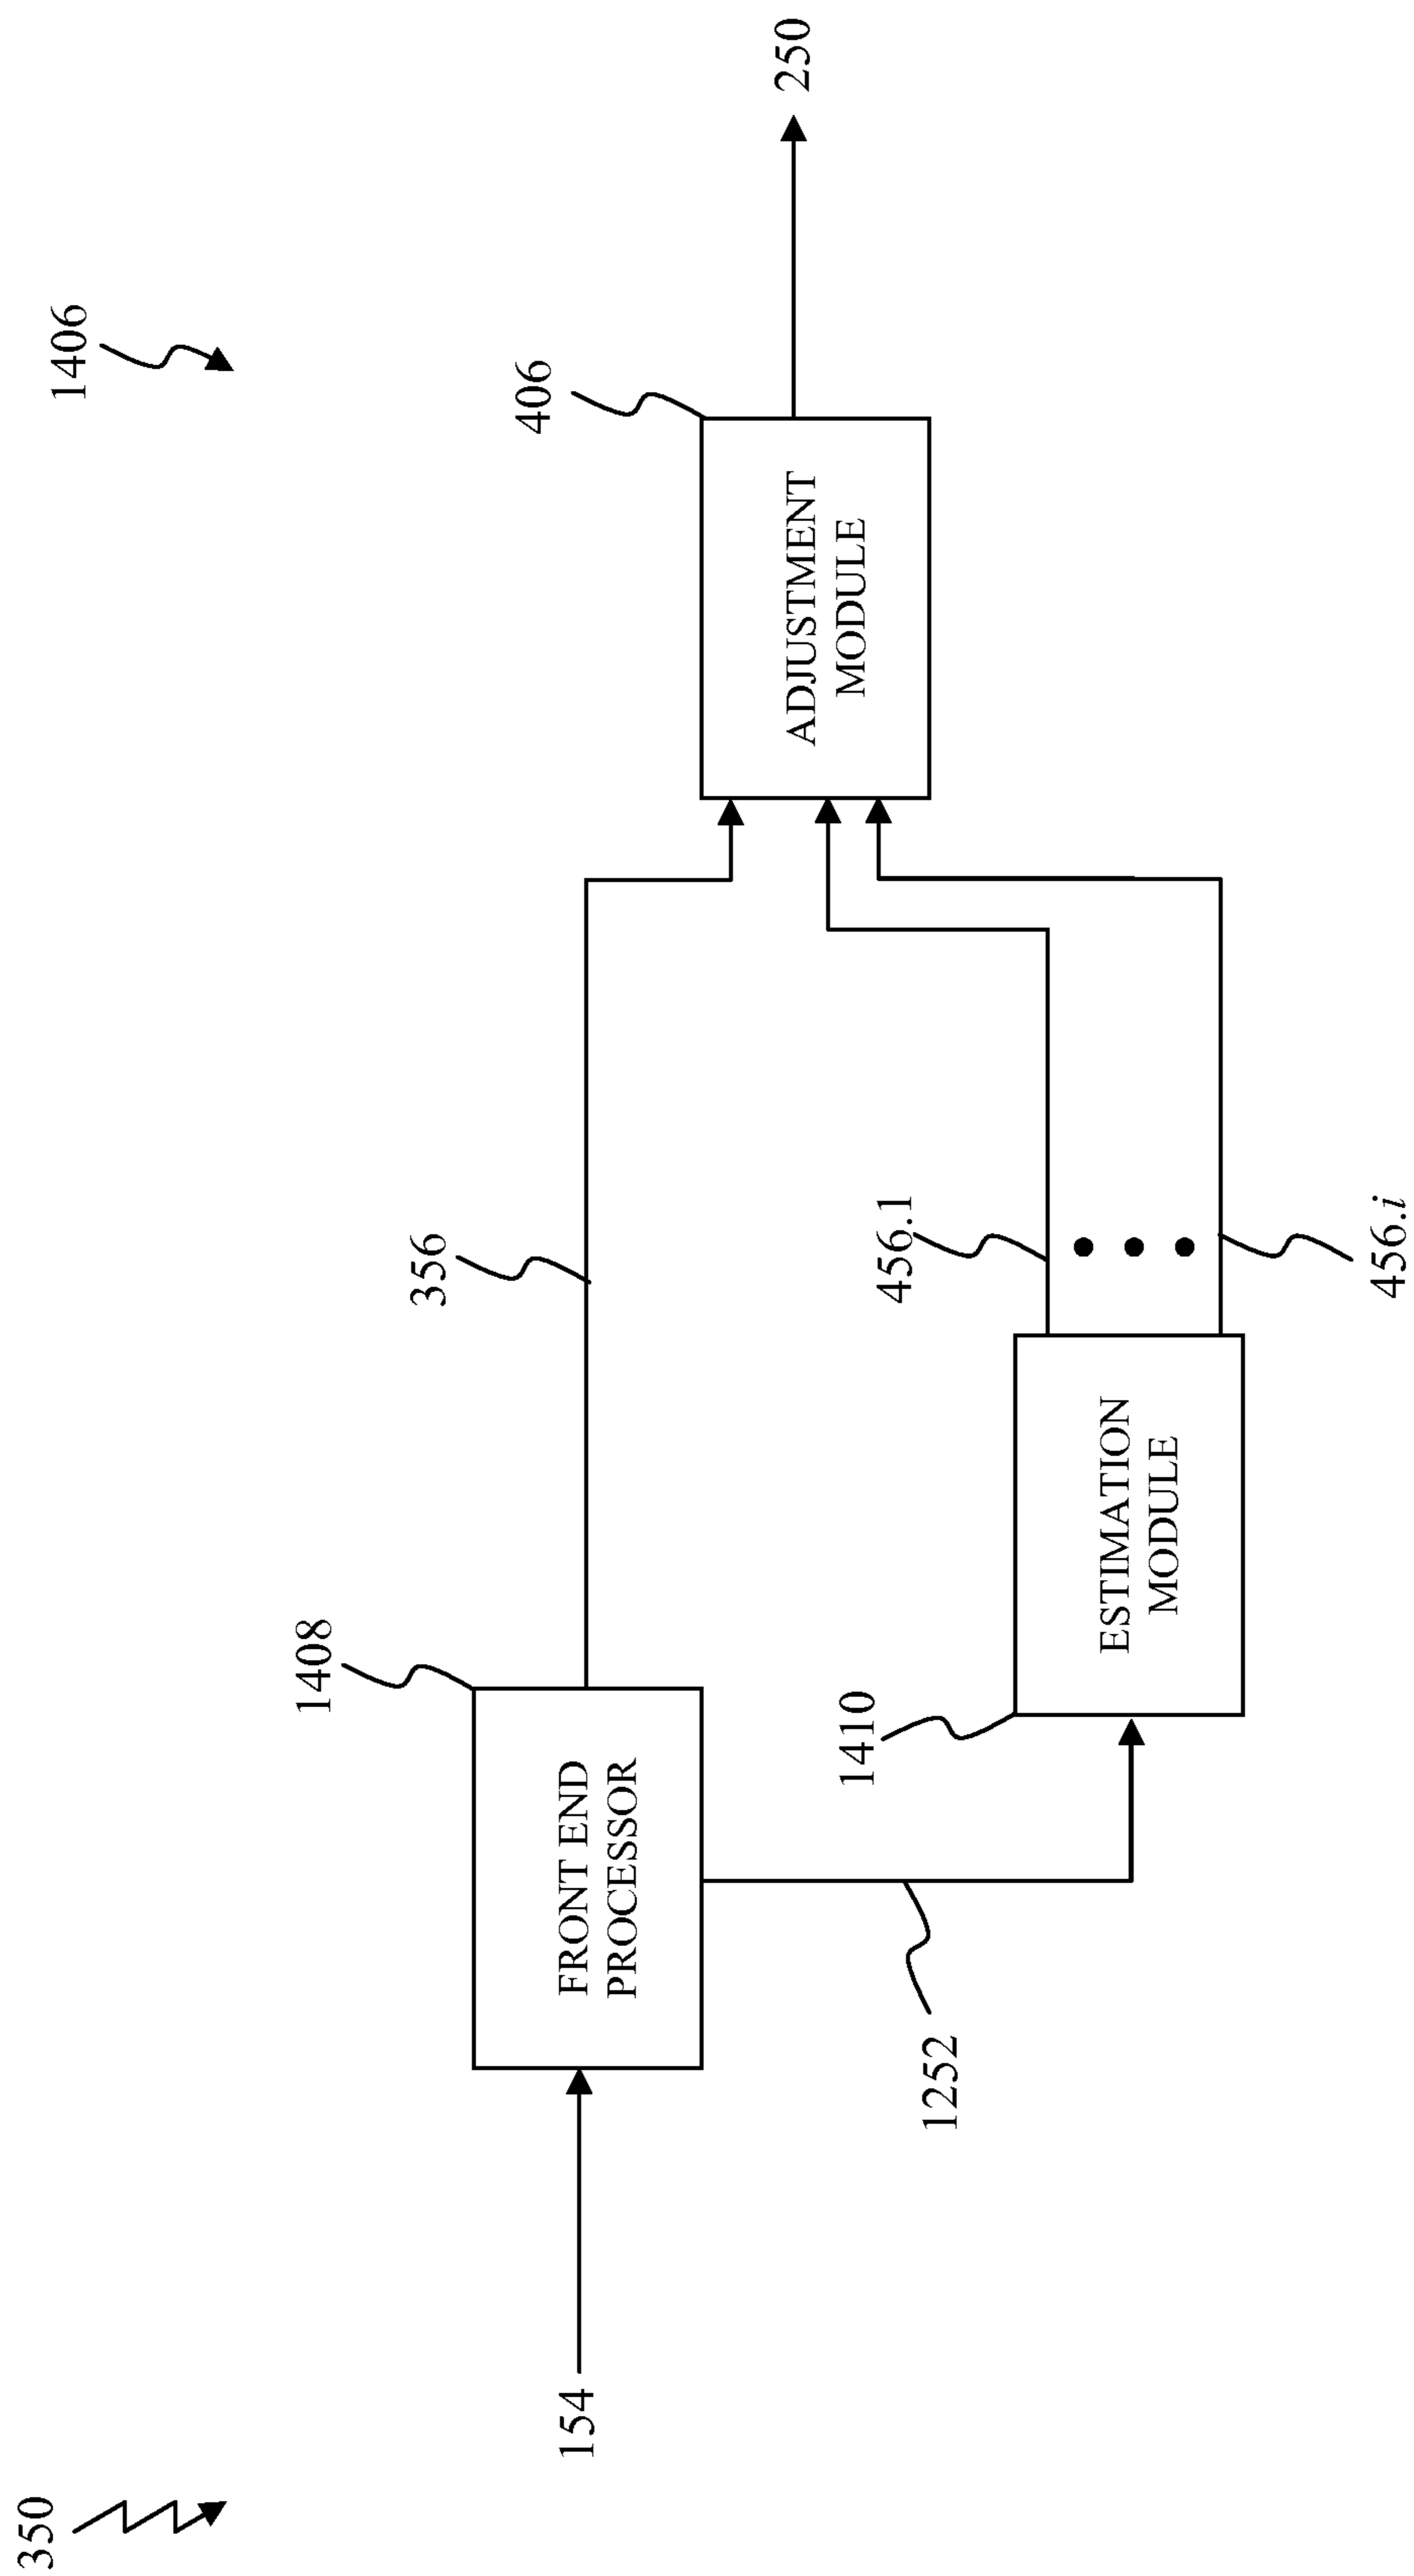 350
1406
154
FRONT END
PROCESSOR
1408
356
1252
1410
ESTIMATION
MODULE
456.1
456.i
406
ADJUSTMENT
MODULE
250